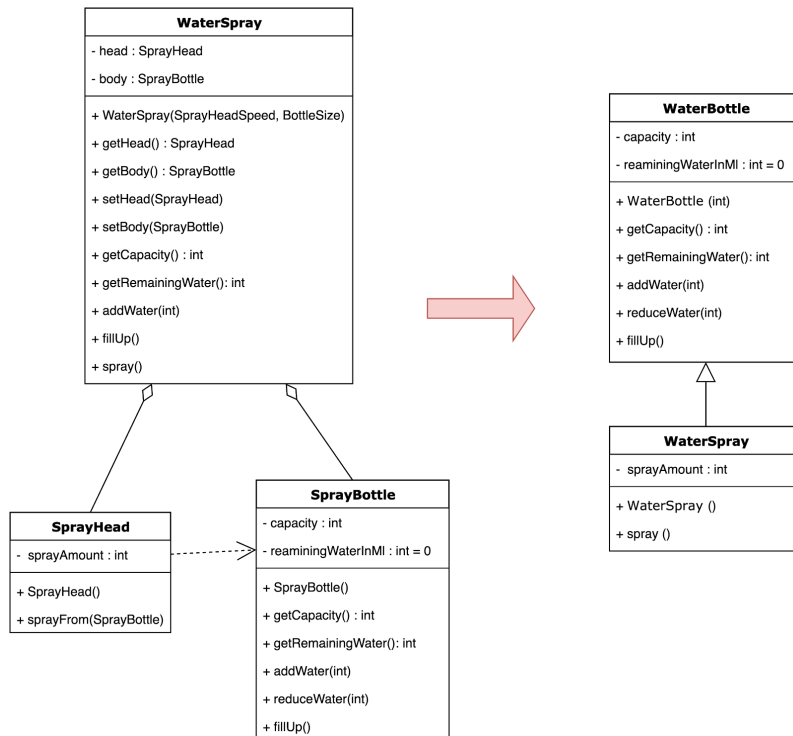 WaterSpray
- head : SprayHead
- body : SprayBottle
+ WaterSpray(SprayHeadSpeed, BottleSize)
+ getHead() : SprayHead
+ getBody() : SprayBottle
+ setHead(SprayHead)
+ setBody(SprayBottle)
+ getCapacity() : int
+ getRemainingWater(): int
+ addWater(int)
+ fillUp()
+ spray()
SprayHead
- sprayAmount : int
+ SprayHead()
+ sprayFrom(SprayBottle)
SprayBottle
- capacity : int
- reaminingWaterInMl : int = 0
+ SprayBottle()
+ getCapacity() : int
+ getRemainingWater(): int
+ addWater(int)
+ reduceWater(int)
+ fillUp()
WaterBottle
- capacity : int
- reaminingWaterInMl : int = 0
+ WaterBottle (int)
+ getCapacity() : int
+ getRemainingWater(): int
+ addWater(int)
+ reduceWater(int)
+ fillUp()
WaterSpray
- sprayAmount : int
+ WaterSpray ()
+ spray ()